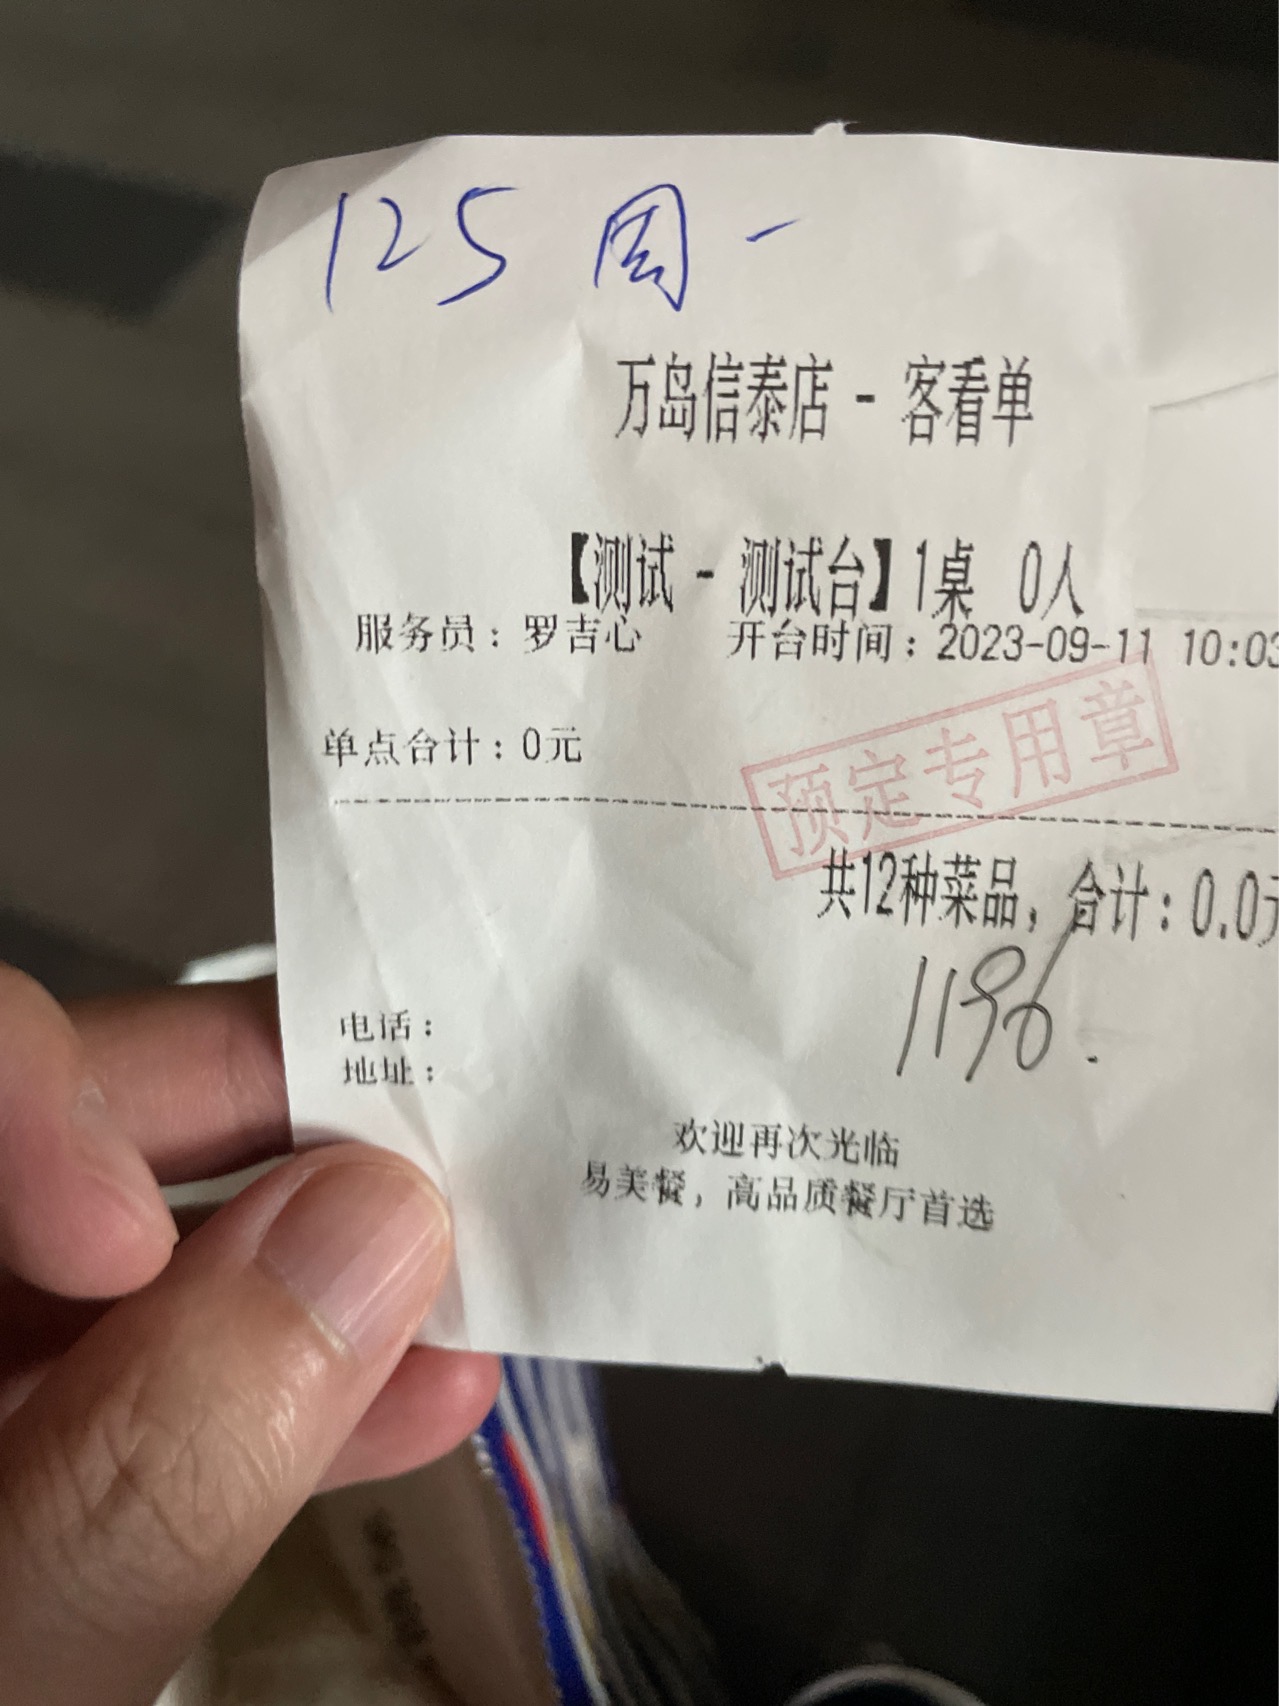 125 周一
万岛信泰店 - 客看单
【测试 - 测试台】1桌 0人
服务员：罗吉心 开台时间：2023-09-11 10:03
单点合计：0元
预定专用章
共12种菜品，合计：0.0元
1196.
电话：
地址：
欢迎再次光临
易美餐，高品质餐厅首选